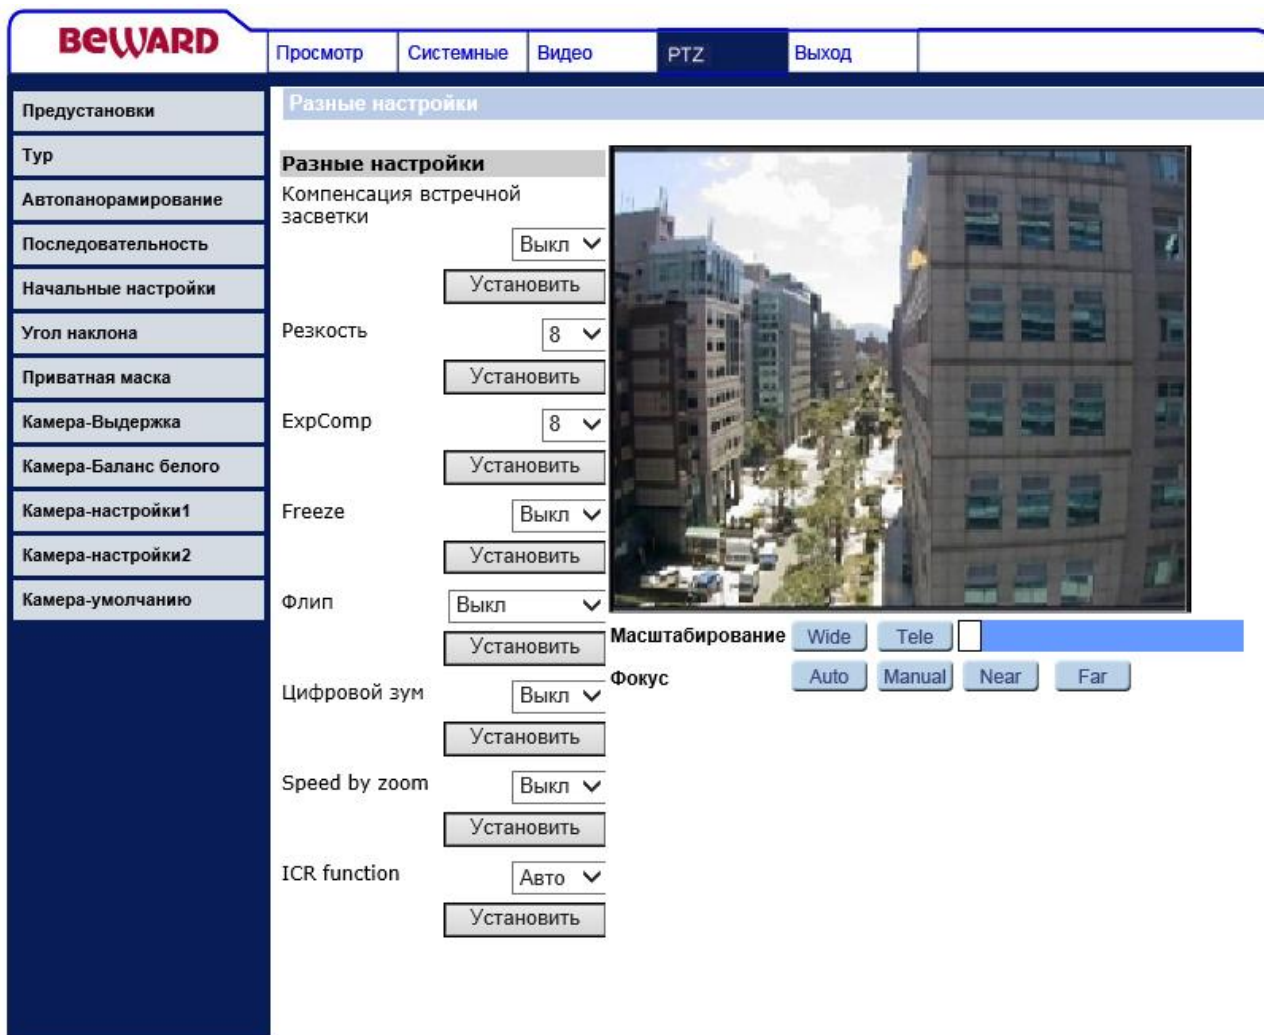 BEWARD
Просмотр Системные Видео PTZ Выход
Предустановки
Тур
Автопанорамирование
Последовательность
Начальные настройки
Угол наклона
Приватная маска
Камера-Выдержка
Камера-Баланс белого
Камера-настройки1
Камера-настройки2
Камера-умолчанию
Разные настройки
Разные настройки
Компенсация встречной
засветки
Выкл
Установить
Резкость 8
Установить
ExpComp 8
Установить
Freeze Выкл
Установить
Флип Выкл
Установить
Цифровой зум Выкл
Установить
Speed by zoom Выкл
Установить
ICR function Авто
Установить
Масштабирование Wide Tele
Фокус Auto Manual Near Far